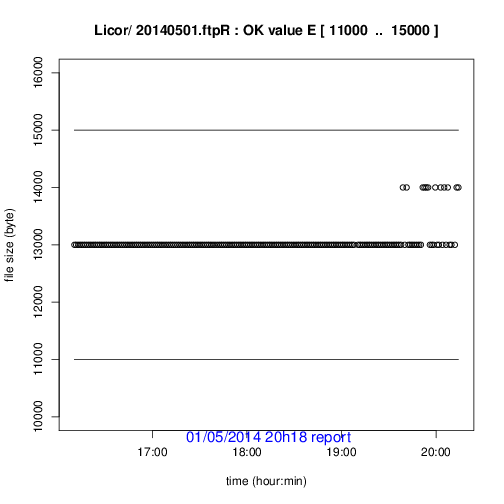 Licor/ 20140501.ftpR : OK value E [ 11000 .. 15000 ]
file size (byte)
16000
15000
14000
13000
12000
11000
10000
01/05/2014 20h18 report
17:00 18:00 19:00 20:00
time (hour:min)